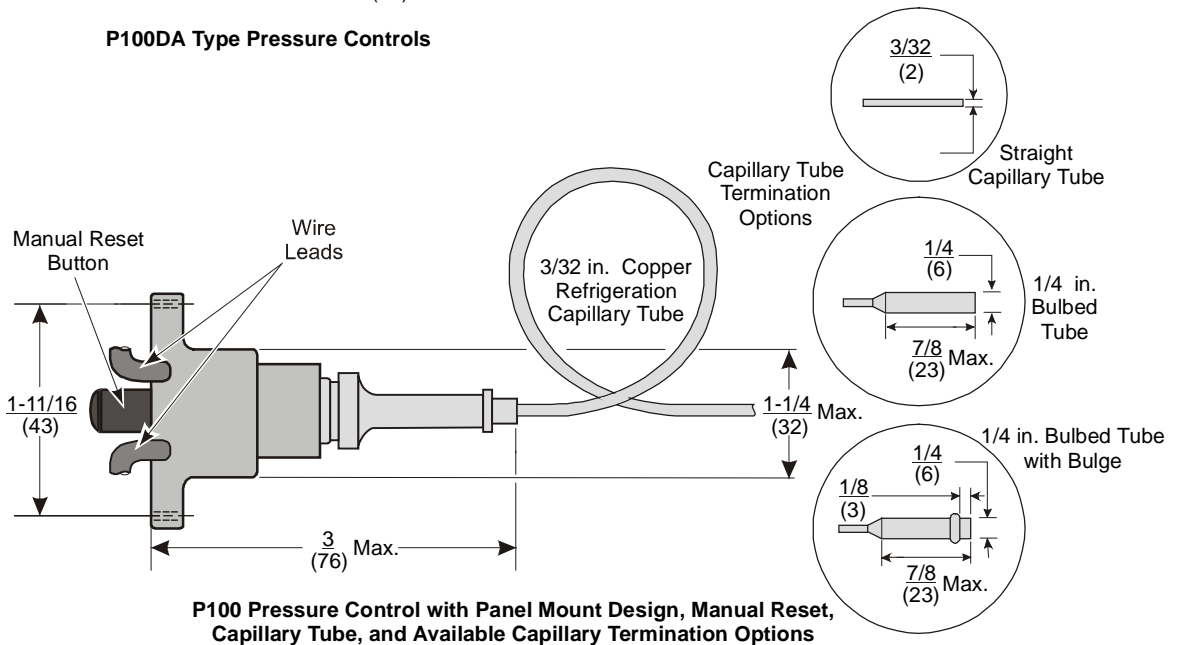 P100DA Type Pressure Controls
3/32
(2)
Straight
Capillary Tube
Capillary Tube
Termination
Options
Wire
Leads
Manual Reset
Button
3/32 in. Copper
Refrigeration
Capillary Tube
1/4
(6)
1/4 in.
Bulbed
Tube
7/8
(23) Max.
1-11/16
(43)
1-1/4
(32) Max.
1/4 in. Bulbed Tube
with Bulge
1/4
(6)
1/8
(3)
7/8
(23) Max.
3
(76) Max.
P100 Pressure Control with Panel Mount Design, Manual Reset,
Capillary Tube, and Available Capillary Termination Options